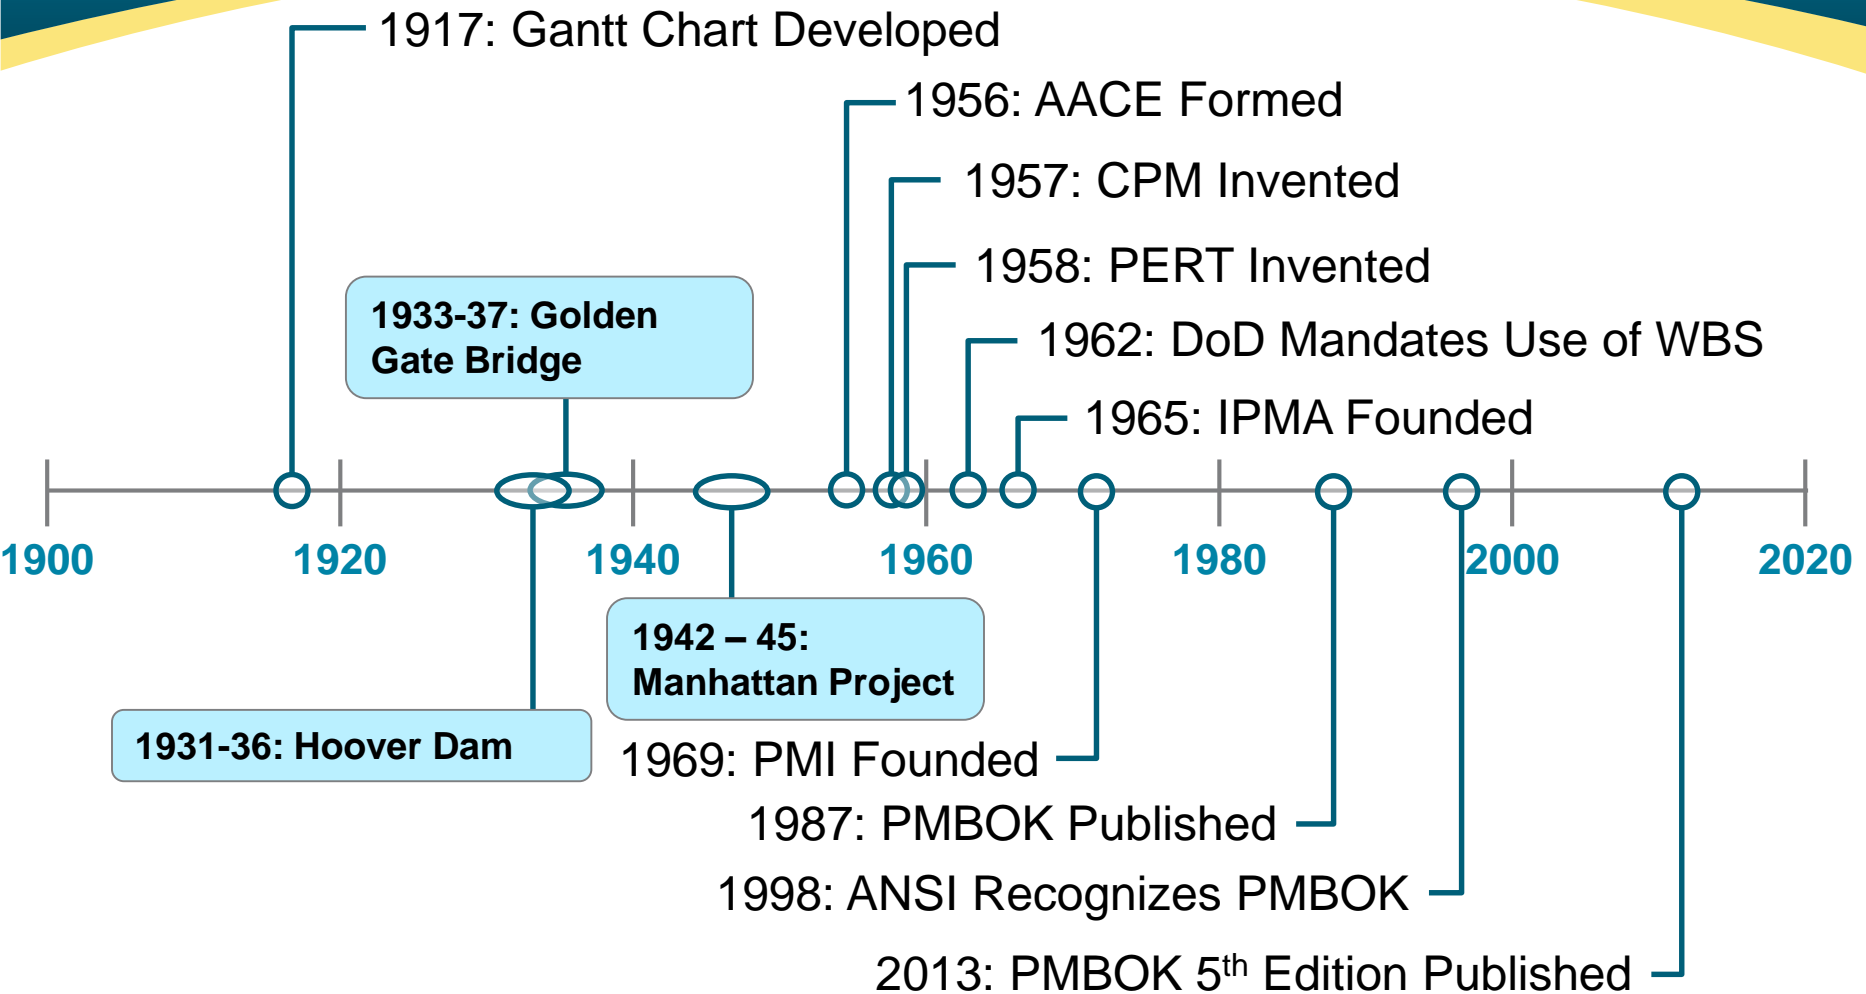 1917: Gantt Chart Developed
1956: AACE Formed
1957: CPM Invented
1958: PERT Invented
1933-37: Golden
Gate Bridge
1962: DoD Mandates Use of WBS
1965: IPMA Founded
1900 1920 1940 1960 1980 2000 2020
1942 – 45:
Manhattan Project
1931-36: Hoover Dam
1969: PMI Founded
1987: PMBOK Published
1998: ANSI Recognizes PMBOK
2013: PMBOK 5th Edition Published